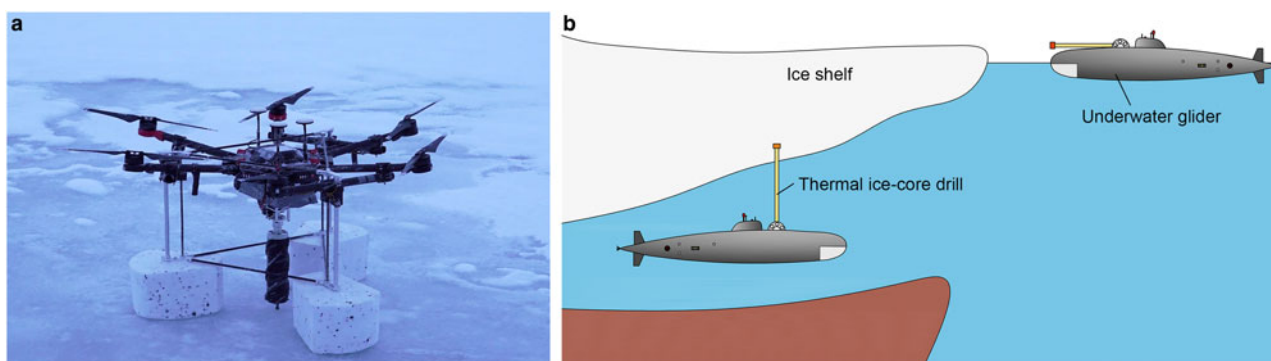 a
b
Ice shelf
Underwater glider
Thermal ice-core drill